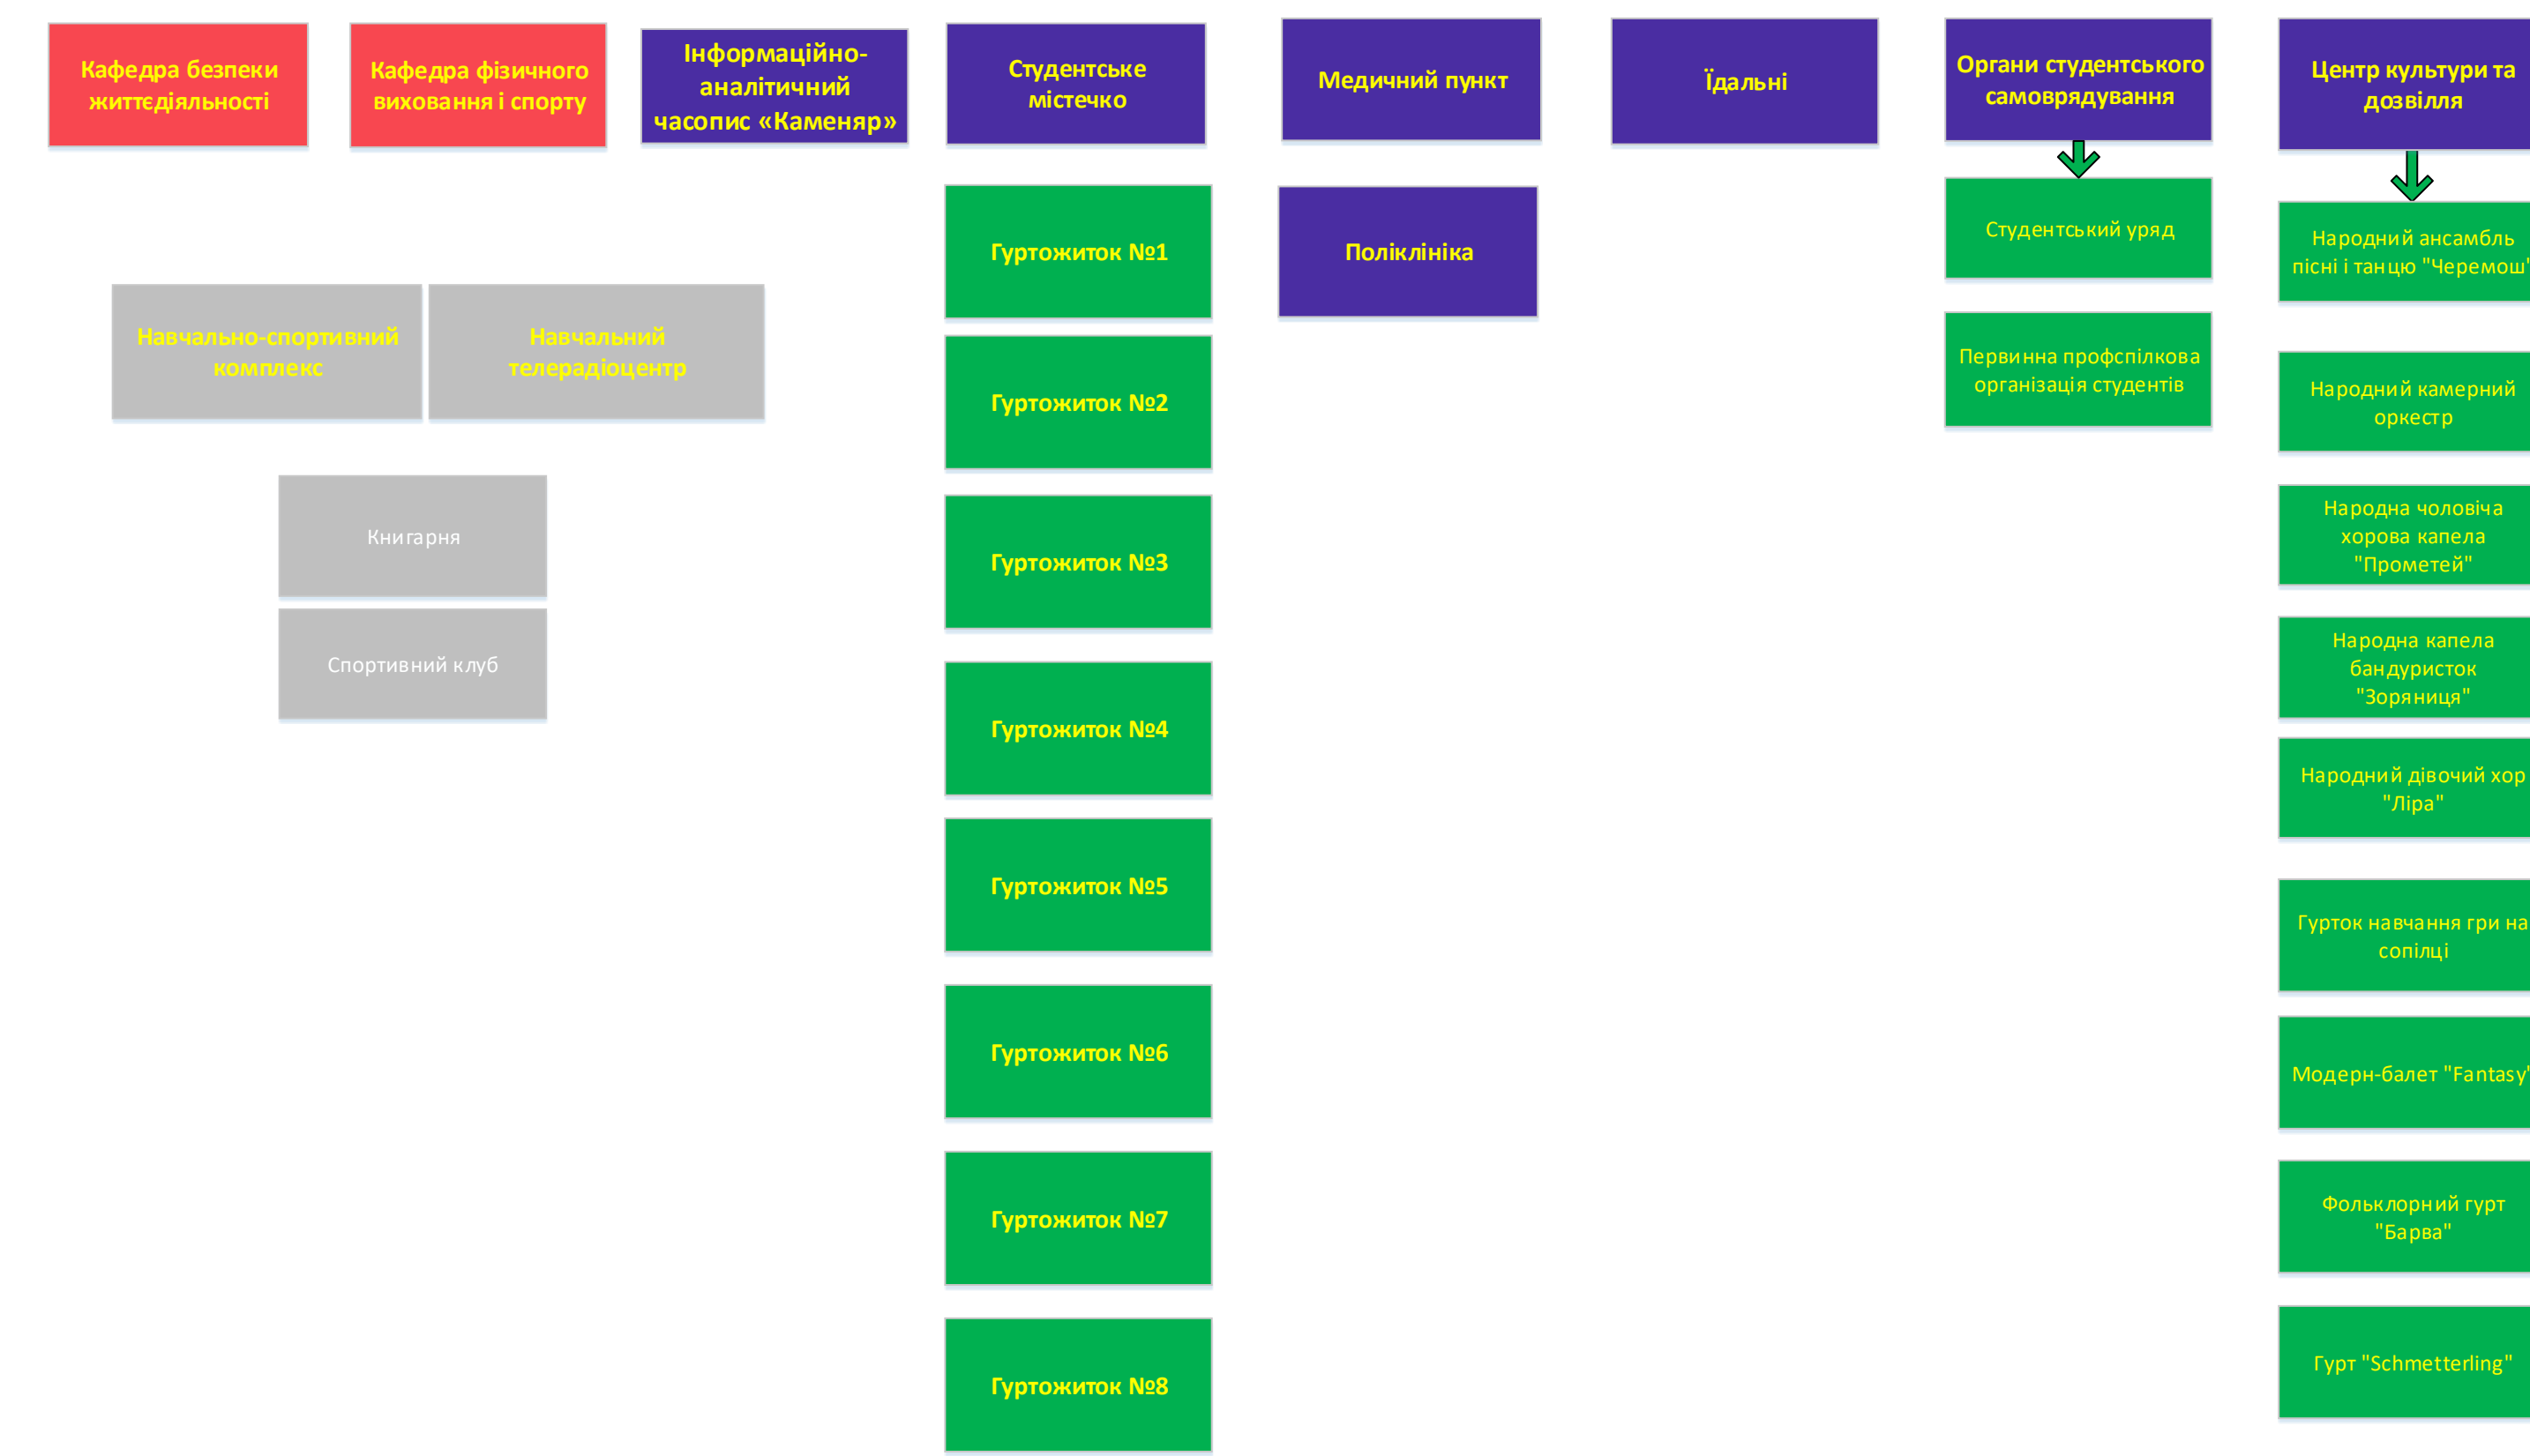 Кафедра безпеки
життєдіяльності
Кафедра фізичного
виховання і спорту
Інформаційно-
аналітичний
часопис «Каменяр»
Студентське
містечко
Медичний пункт
Їдальні
Органи студентського
самоврядування
Центр культури та
дозвілля
Навчально-спортивний
комплекс
Навчальний
телерадіоцентр
Книгарня
Спортивний клуб
Гуртожиток №1
Гуртожиток №2
Гуртожиток №3
Гуртожиток №4
Гуртожиток №5
Гуртожиток №6
Гуртожиток №7
Гуртожиток №8
Поліклініка
Студентський уряд
Первинна профспілкова
організація студентів
Народний ансамбль
пісні і танцю "Черемош"
Народний камерний
оркестр
Народна чоловіча
хорова капела
"Прометей"
Народна капела
бандуристок
"Зоряниця"
Народний дівочий хор
"Ліра"
Гурток навчання гри на
сопілці
Модерн-балет "Fantasy"
Фольклорний гурт
"Барва"
Гурт "Schmetterling"